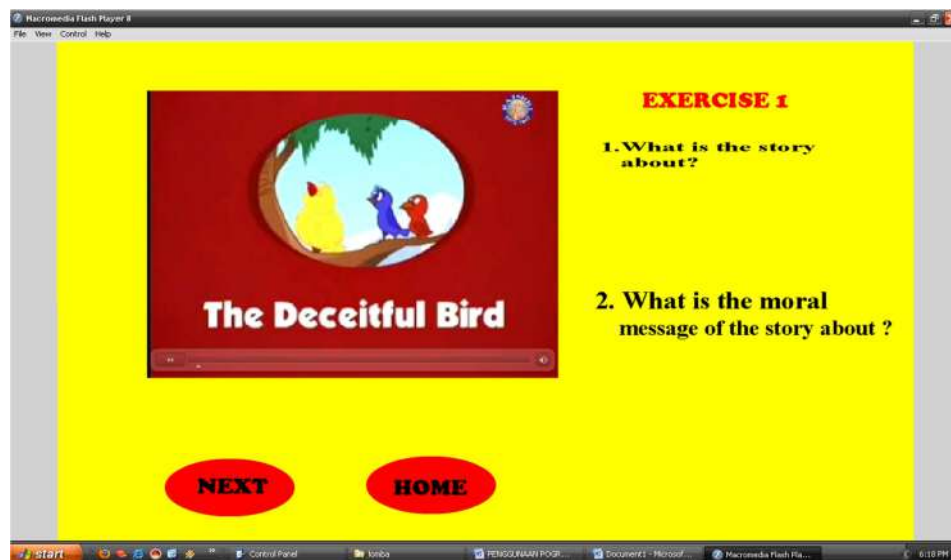 Macromedia Flash Player 8
File View Control Help
EXERCISE 1
1. What is the story
about?
The Deceitful Bird
2. What is the moral
message of the story about ?
NEXT
HOME
start
Control Panel
lomba
PENGGUNAAN POGR...
Document1 - Microsof...
Macromedia Flash Pla...
6:18 PM